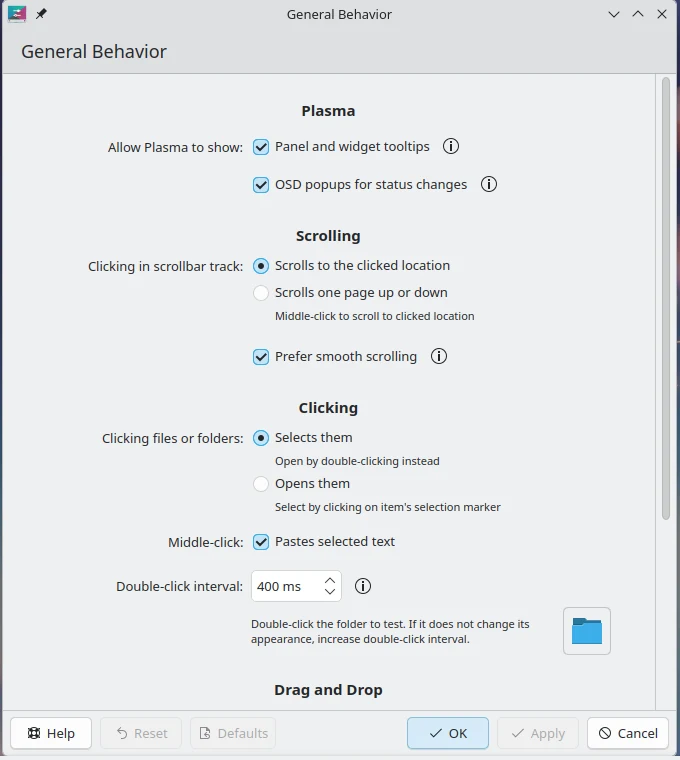 General Behavior
General Behavior
Plasma
Allow Plasma to show: Panel and widget tooltips
OSD popups for status changes
Scrolling
Clicking in scrollbar track: Scrolls to the clicked location
Scrolls one page up or down
Middle-click to scroll to clicked location
Prefer smooth scrolling
Clicking
Clicking files or folders: Selects them
Open by double-clicking instead
Opens them
Select by clicking on item's selection marker
Middle-click: Pastes selected text
Double-click interval: 400 ms
Double-click the folder to test. If it does not change its
appearance, increase double-click interval.
Drag and Drop
Help Reset Defaults OK Apply Cancel